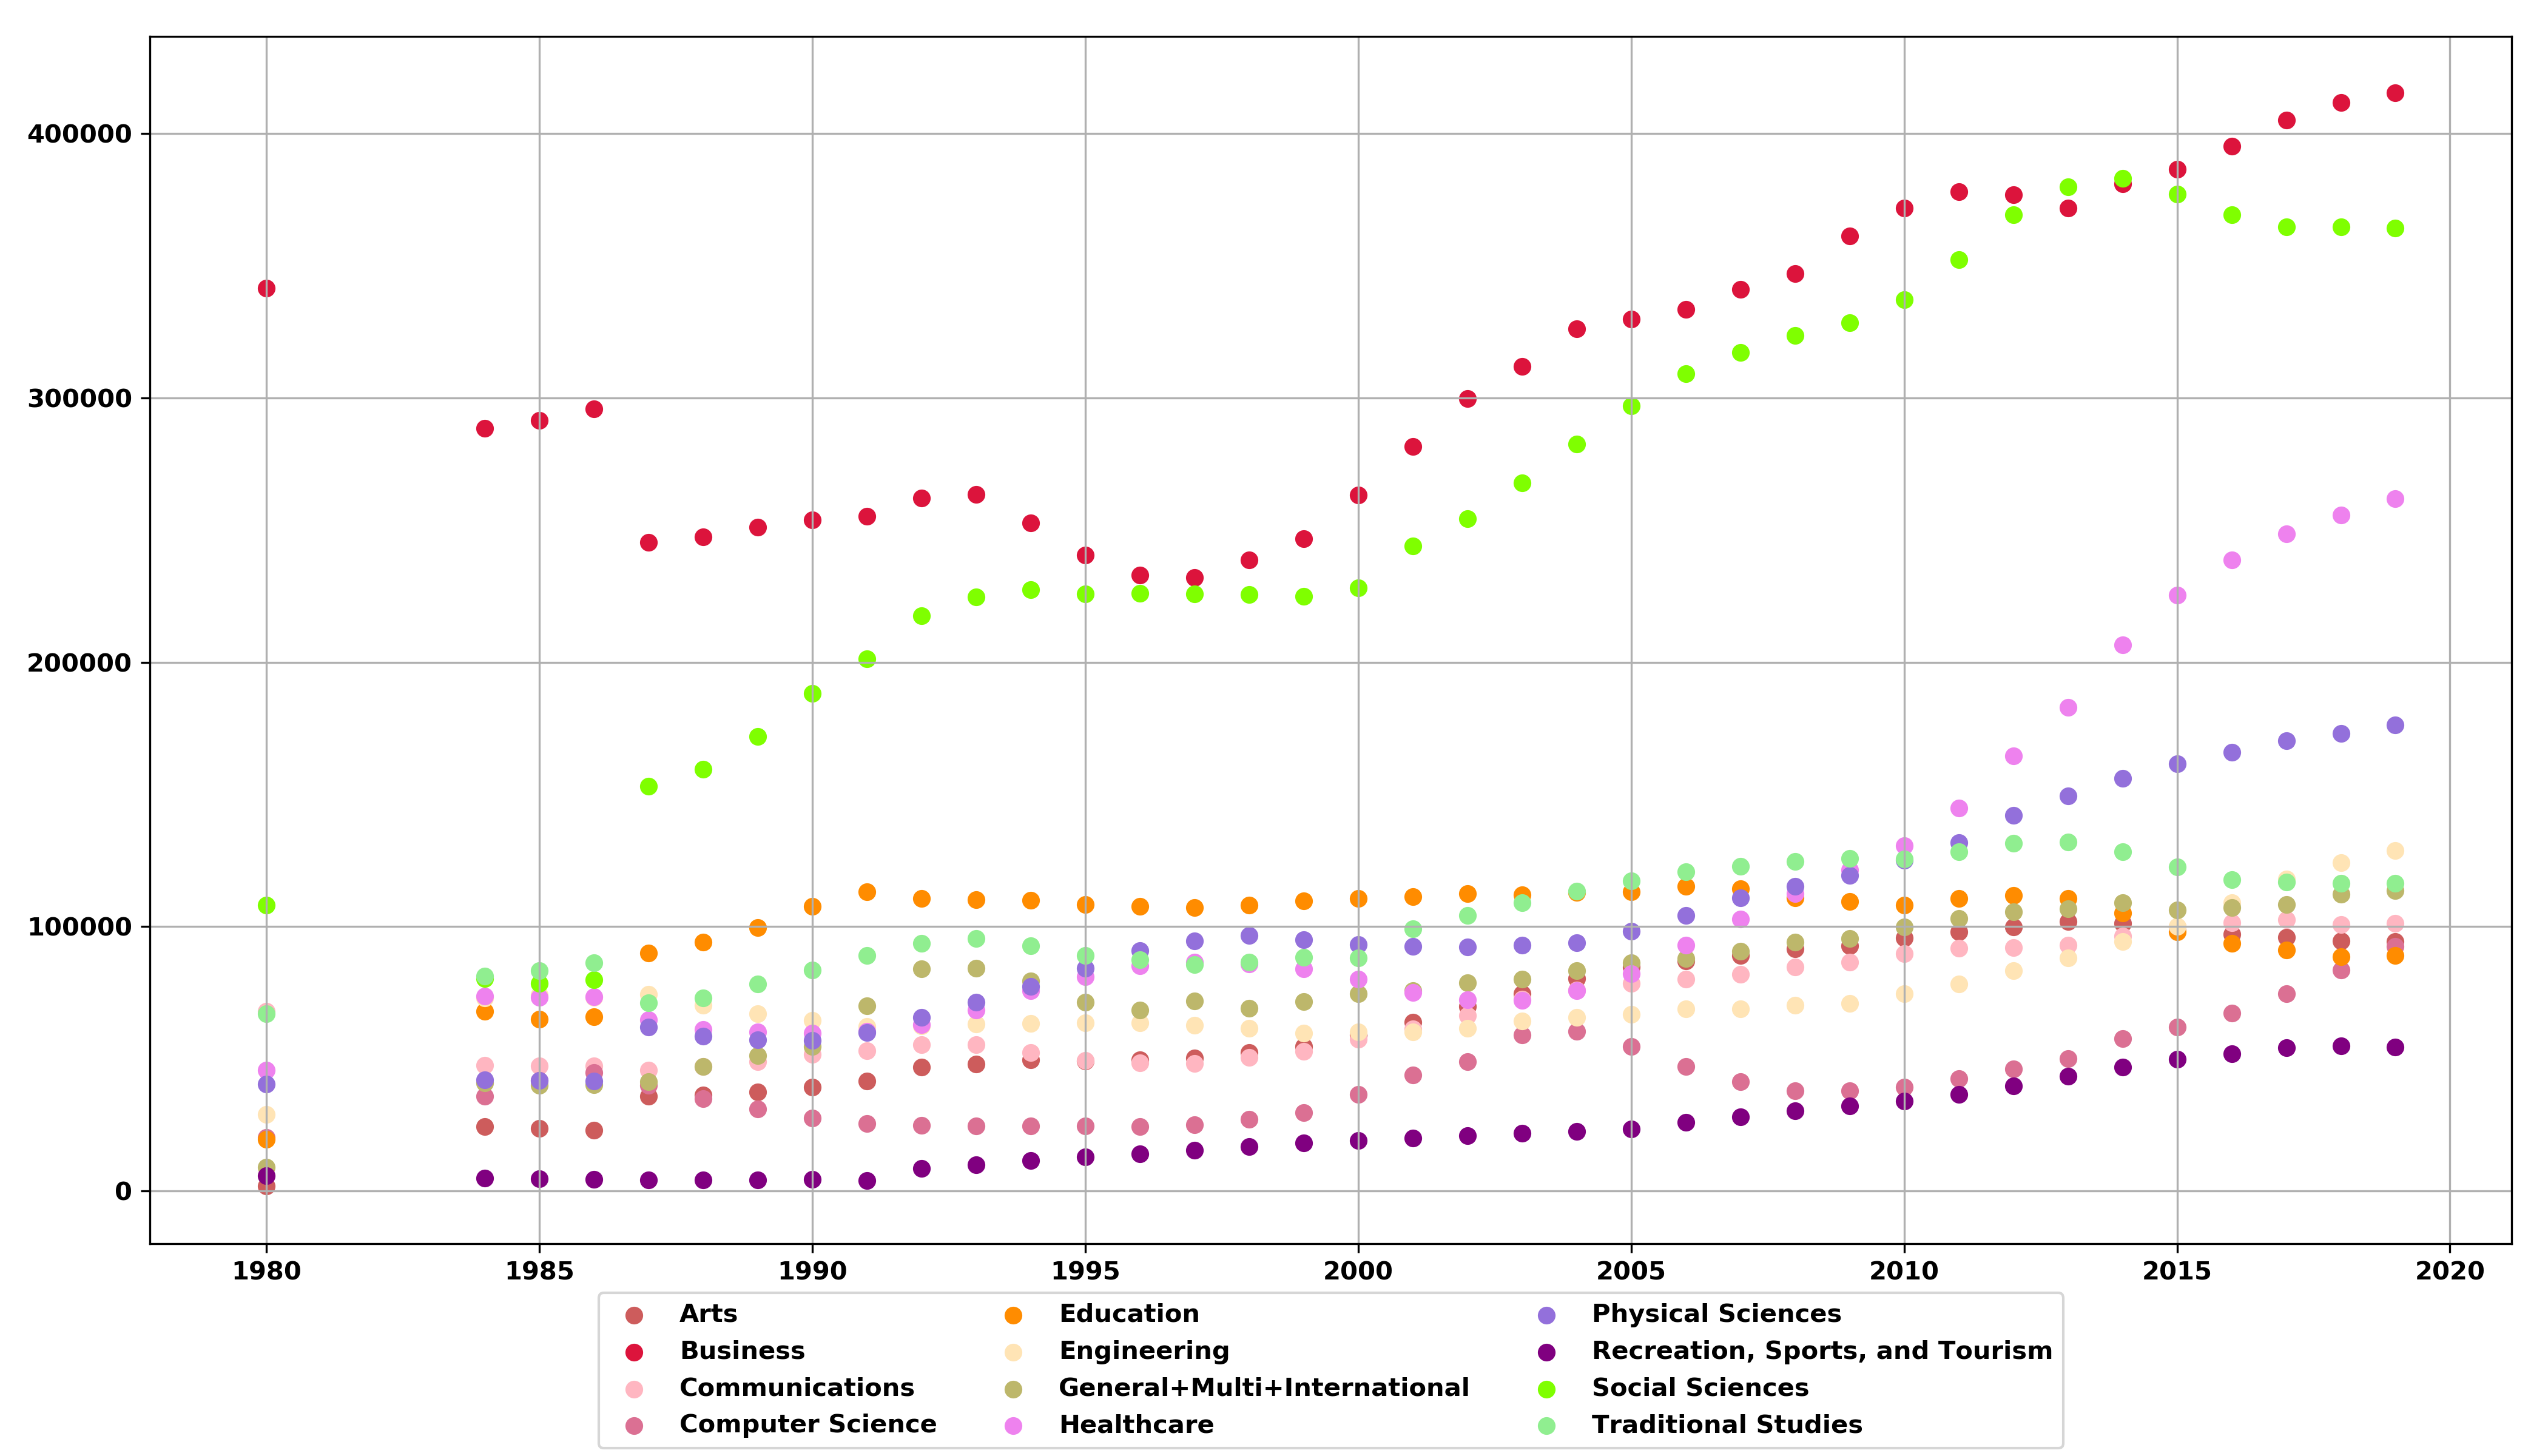 400000
300000
200000
100000
0
1980 1985 1990 1995 2000 2005 2010 2015 2020
Arts Education Physical Sciences
Business Engineering Recreation, Sports, and Tourism
Communications General+Multi+International Social Sciences
Computer Science Healthcare Traditional Studies